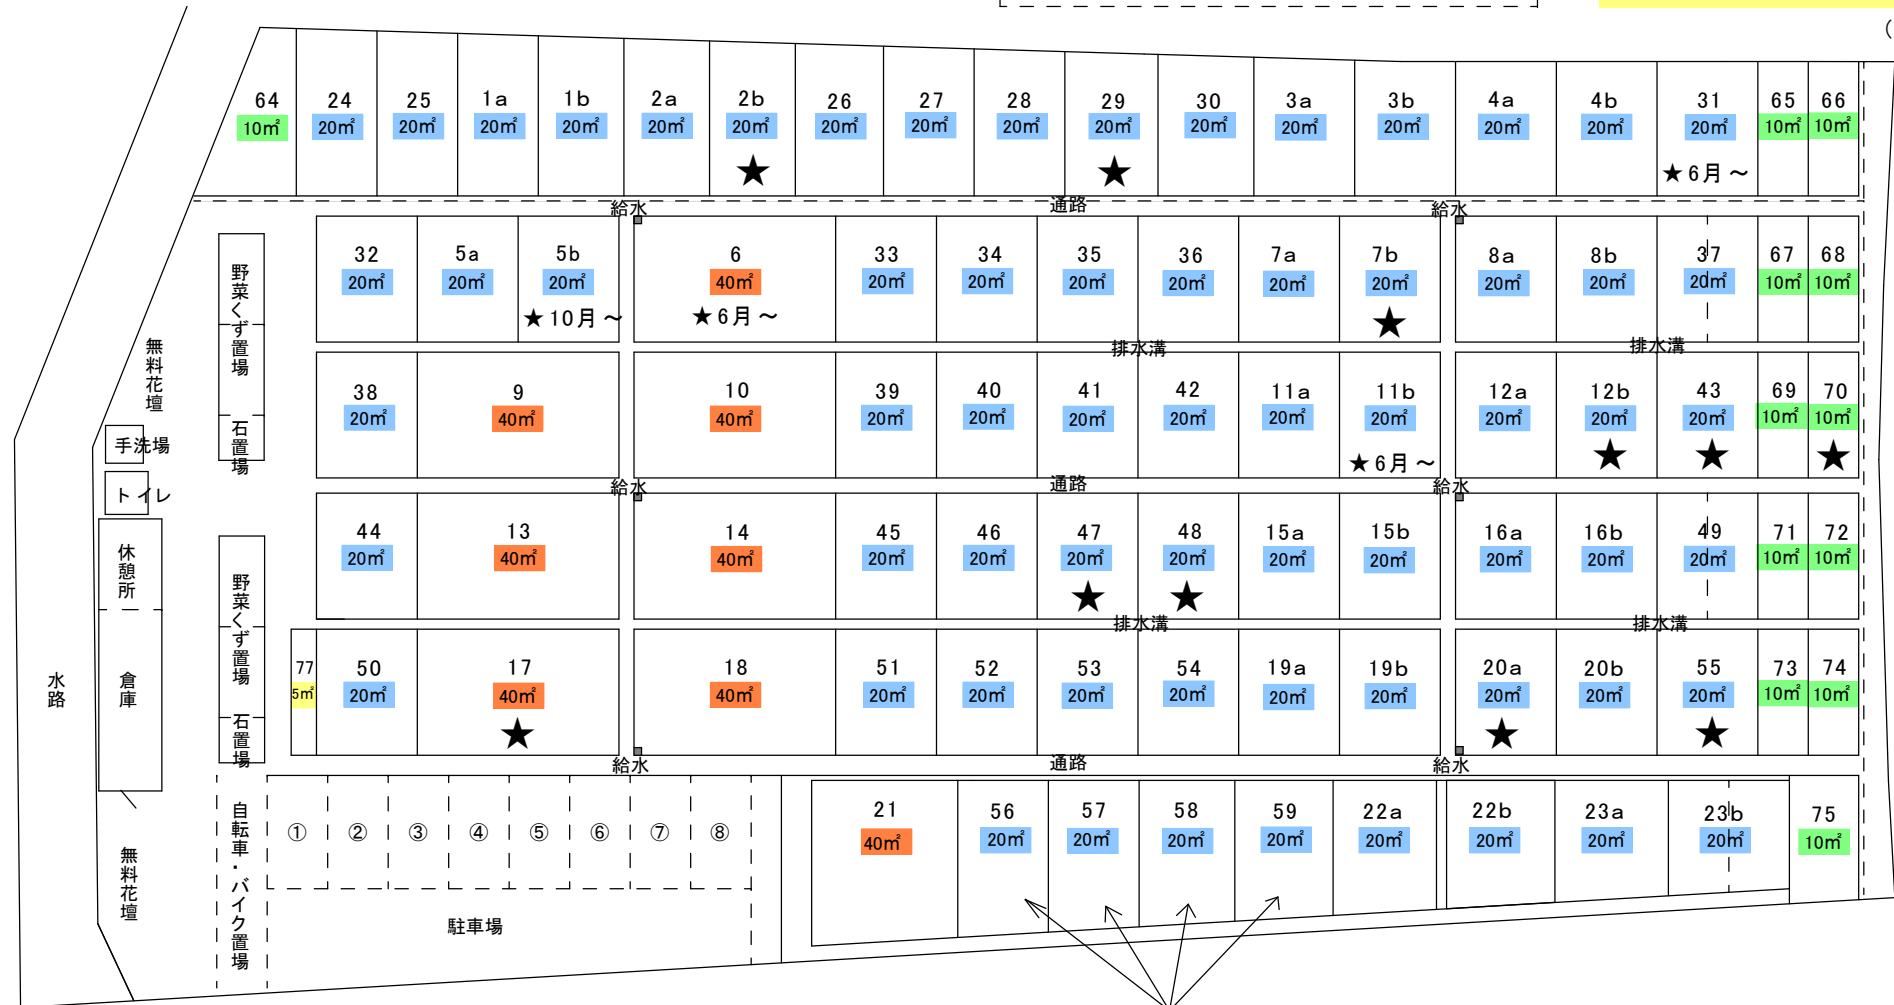 (
64 24 25 1a 1b 2a 2b 26 27 28 29 30 3a 3b 4a 4b 31 65 66
10㎡ 20㎡ 20㎡ 20㎡ 20㎡ 20㎡ 20㎡ 20㎡ 20㎡ 20㎡ 20㎡ 20㎡ 20㎡ 20㎡ 20㎡ 20㎡ 20㎡ 10㎡ 10㎡
★ ★ ★6月～
給水 通路 給水
32 5a 5b 6 33 34 35 36 7a 7b 8a 8b 37 67 68
20㎡ 20㎡ 20㎡ 40㎡ 20㎡ 20㎡ 20㎡ 20㎡ 20㎡ 20㎡ 20㎡ 20㎡ 20㎡ 10㎡ 10㎡
★10月～ ★6月～ ★
排水溝 排水溝
38 9 10 39 40 41 42 11a 11b 12a 12b 43 69 70
20㎡ 40㎡ 40㎡ 20㎡ 20㎡ 20㎡ 20㎡ 20㎡ 20㎡ 20㎡ 20㎡ 20㎡ 10㎡ 10㎡
★6月～ ★ ★ ★
給水 通路 給水
44 13 14 45 46 47 48 15a 15b 16a 16b 49 71 72
20㎡ 40㎡ 40㎡ 20㎡ 20㎡ 20㎡ 20㎡ 20㎡ 20㎡ 20㎡ 20㎡ 20㎡ 10㎡ 10㎡
★ ★
排水溝 排水溝
77 50 17 18 51 52 53 54 19a 19b 20a 20b 55 73 74
5㎡ 20㎡ 40㎡ 40㎡ 20㎡ 20㎡ 20㎡ 20㎡ 20㎡ 20㎡ 20㎡ 20㎡ 20㎡ 10㎡ 10㎡
★ ★ ★
給水 通路 給水
21 56 57 58 59 22a 22b 23a 23b 75
40㎡ 20㎡ 20㎡ 20㎡ 20㎡ 20㎡ 20㎡ 20㎡ 20㎡ 10㎡
① ② ③ ④ ⑤ ⑥ ⑦ ⑧
駐車場
野菜くず置場
石置場
野菜くず置場
石置場
自転車・バイク置場
無料花壇
手洗場
トイレ
休憩所
倉庫
無料花壇
水路